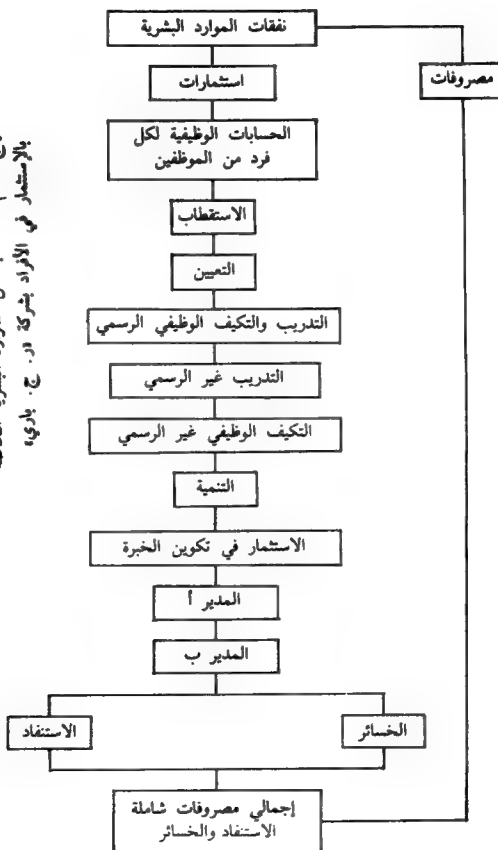 نفقات الموارد البشرية
مصروفات
استثمارات
الحسابات الوظيفية لكل
فرد من الموظفين
الاستقطاب
التعيين
التدريب والتكيف الوظيفي الرسمي
التدريب غير الرسمي
التكيف الوظيفي غير الرسمي
التنمية
الاستثمار في تكوين الخبرة
المدير أ
المدير ب
الخسائر
الاستنفاد
إجمالي مصروفات شاملة
الاستنفاد والخسائر
بالإستثمار في الأفراد بشركة «ر. ج. باري»